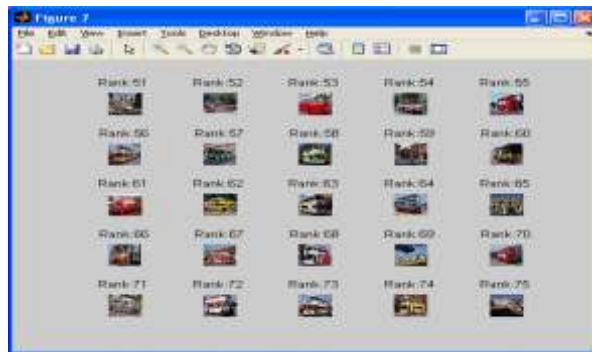 Figure 7
File Edit View Insert Tools Desktop Window Help
Rank:51 Rank:52 Rank:53 Rank:54 Rank:55
Rank:56 Rank:57 Rank:58 Rank:59 Rank:60
Rank:61 Rank:62 Rank:63 Rank:64 Rank:65
Rank:66 Rank:67 Rank:68 Rank:69 Rank:70
Rank:71 Rank:72 Rank:73 Rank:74 Rank:75